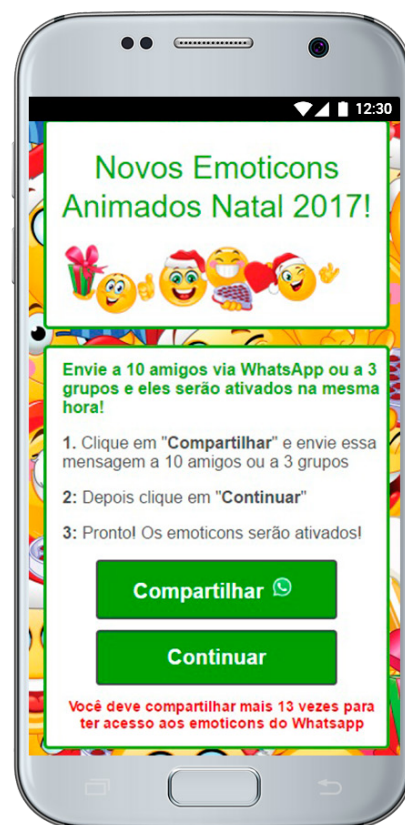 12:30
Novos Emoticons
Animados Natal 2017!
Envie a 10 amigos via WhatsApp ou a 3
grupos e eles serão ativados na mesma
hora!
1. Clique em "Compartilhar" e envie essa
mensagem a 10 amigos ou a 3 grupos
2: Depois clique em "Continuar"
3: Pronto! Os emoticons serão ativados!
Compartilhar
Continuar
Você deve compartilhar mais 13 vezes para
ter acesso aos emoticons do Whatsapp